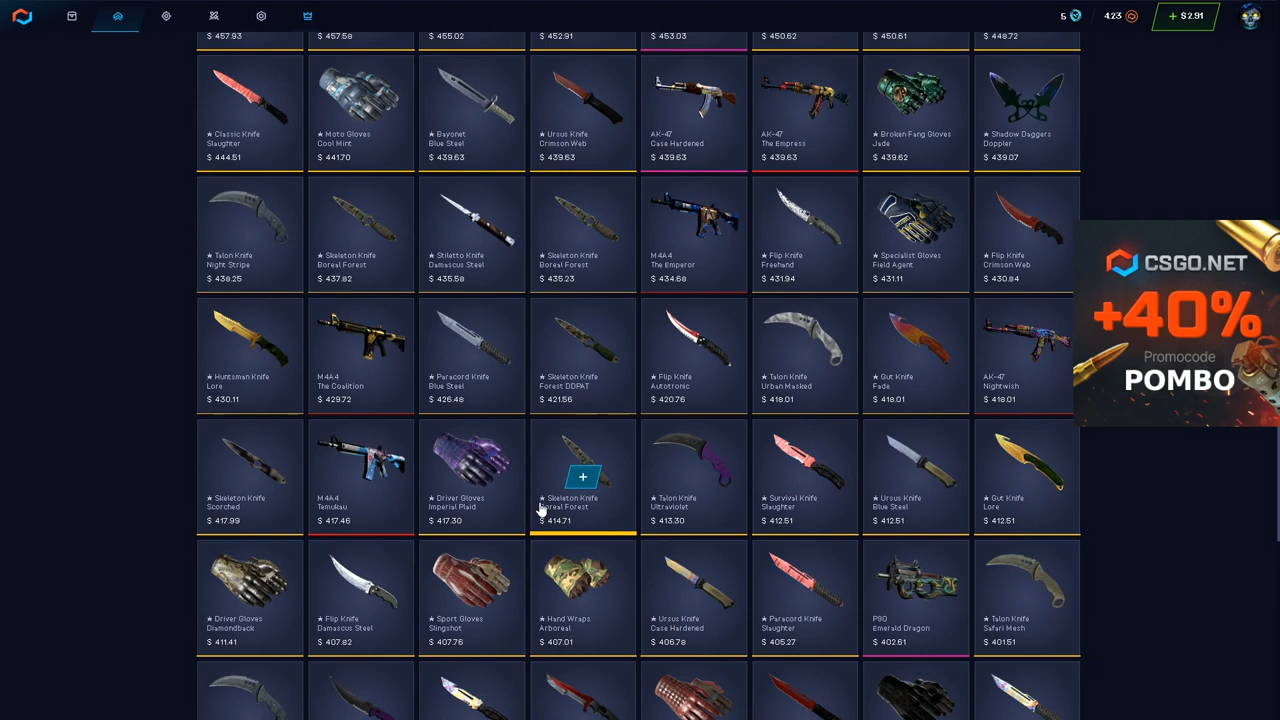 5 4.23 + $2.91
$ 457.93 $ 457.58 $ 455.02 $ 452.91 $ 453.03 $ 450.62 $ 450.61 $ 448.72
★ Classic Knife
Slaughter
$ 444.51
★ Moto Gloves
Cool Mint
$ 441.70
★ Bayonet
Blue Steel
$ 439.63
★ Ursus Knife
Crimson Web
$ 439.63
AK-47
Case Hardened
$ 439.63
AK-47
The Empress
$ 439.63
★ Broken Fang Gloves
Jade
$ 439.62
★ Shadow Daggers
Doppler
$ 439.07
★ Talon Knife
Night Stripe
$ 438.25
★ Skeleton Knife
Boreal Forest
$ 437.82
★ Stiletto Knife
Damascus Steel
$ 435.58
★ Skeleton Knife
Boreal Forest
$ 435.23
M4A4
The Emperor
$ 434.68
★ Flip Knife
Freehand
$ 431.94
★ Specialist Gloves
Field Agent
$ 431.11
★ Flip Knife
Crimson Web
$ 430.84
★ Huntsman Knife
Lore
$ 430.11
M4A4
The Coalition
$ 429.72
★ Paracord Knife
Blue Steel
$ 426.48
★ Skeleton Knife
Forest DDPAT
$ 421.56
★ Flip Knife
Autotronic
$ 420.76
★ Talon Knife
Urban Masked
$ 418.01
★ Gut Knife
Fade
$ 418.01
AK-47
Nightwish
$ 418.01
★ Skeleton Knife
Scorched
$ 417.99
M4A4
Temukau
$ 417.46
★ Driver Gloves
Imperial Plaid
$ 417.30
+
★ Skeleton Knife
Boreal Forest
$ 414.71
★ Talon Knife
Ultraviolet
$ 413.30
★ Survival Knife
Slaughter
$ 412.51
★ Ursus Knife
Blue Steel
$ 412.51
★ Gut Knife
Lore
$ 412.51
★ Driver Gloves
Diamondback
$ 411.41
★ Flip Knife
Damascus Steel
$ 407.82
★ Sport Gloves
Slingshot
$ 407.76
★ Hand Wraps
Arboreal
$ 407.01
★ Ursus Knife
Case Hardened
$ 406.78
★ Paracord Knife
Slaughter
$ 405.27
P90
Emerald Dragon
$ 402.61
★ Talon Knife
Safari Mesh
$ 401.51
CSGO.NET
+40%
Promocode
POMBO